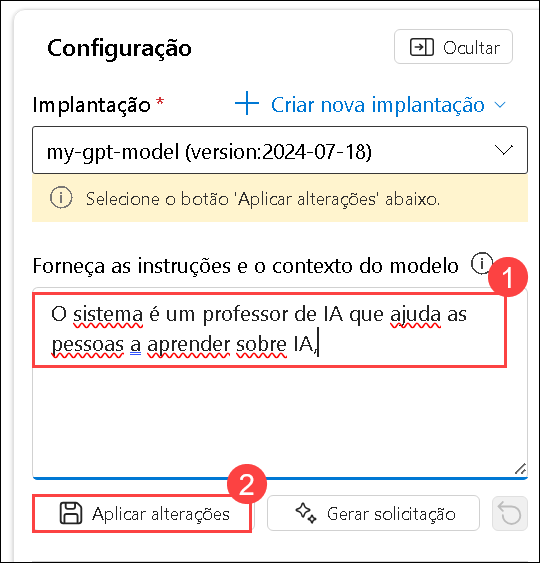 Configuração
Ocultar
Implantação *
+ Criar nova implantação
my-gpt-model (version:2024-07-18)
Selecione o botão 'Aplicar alterações' abaixo.
Forneça as instruções e o contexto do modelo
1
O sistema é um professor de IA que ajuda as
pessoas a aprender sobre IA,
2
Aplicar alterações
Gerar solicitação